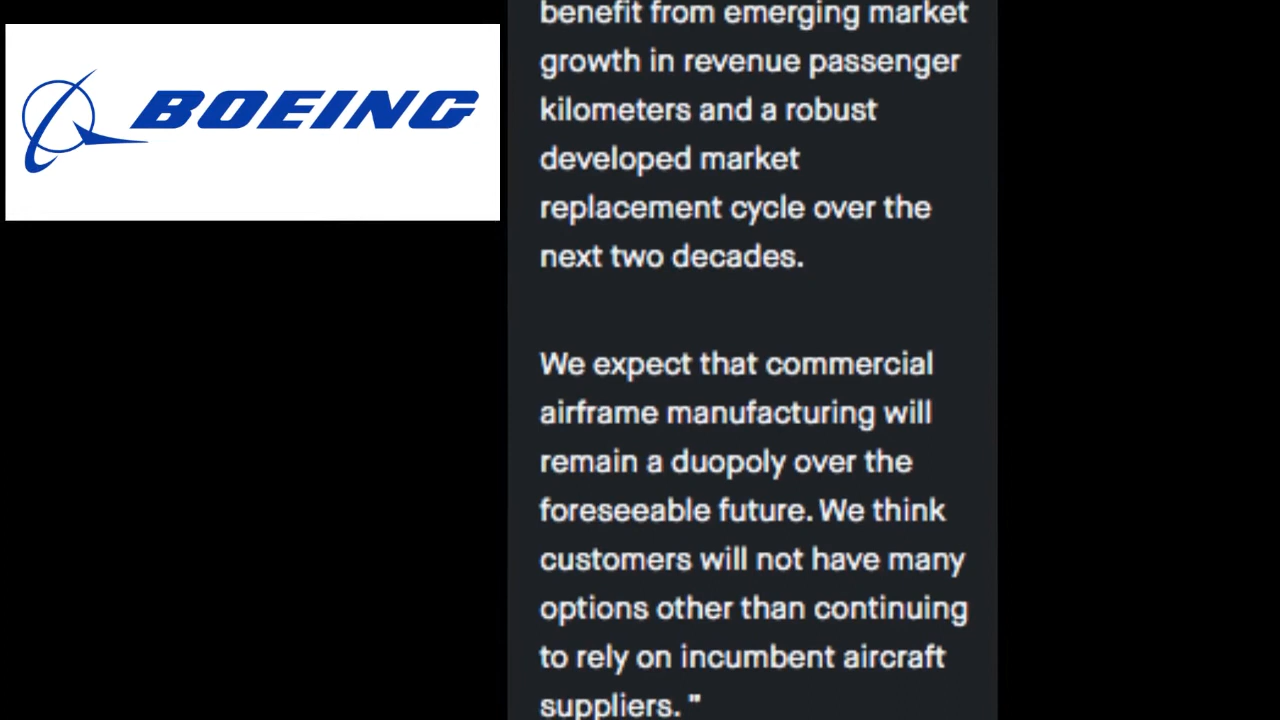 BOEING
benefit from emerging market
growth in revenue passenger
kilometers and a robust
developed market
replacement cycle over the
next two decades.
We expect that commercial
airframe manufacturing will
remain a duopoly over the
foreseeable future. We think
customers will not have many
options other than continuing
to rely on incumbent aircraft
suppliers. "